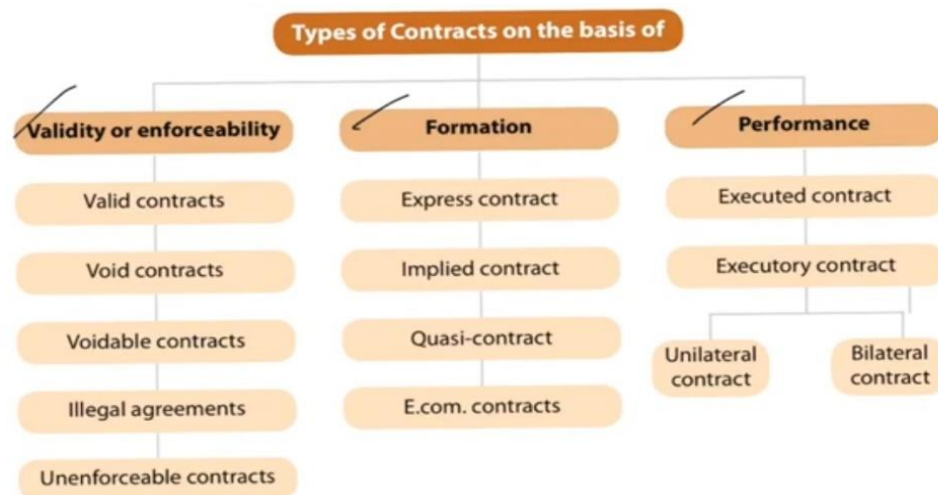 Types of Contracts on the basis of
Validity or enforceability
Formation
Performance
Valid contracts
Express contract
Executed contract
Void contracts
Implied contract
Executory contract
Voidable contracts
Quasi-contract
Unilateral
contract
Bilateral
contract
Illegal agreements
E.com. contracts
Unenforceable contracts